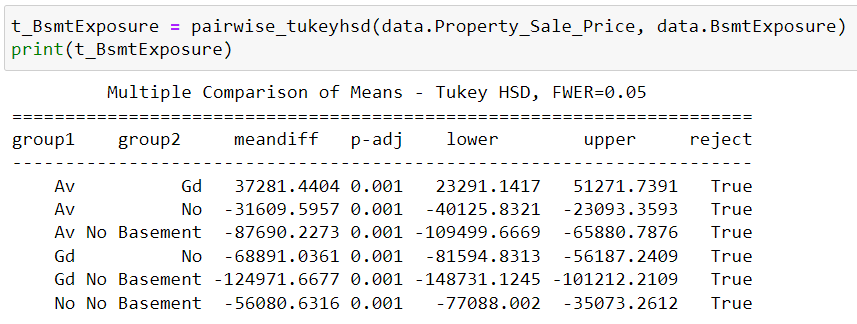 t_BsmtExposure = pairwise_tukeyhsd(data.Property_Sale_Price, data.BsmtExposure)
print(t_BsmtExposure)
Multiple Comparison of Means - Tukey HSD, FWER=0.05
=====================================================================
group1 group2 meandiff p-adj lower upper reject
---------------------------------------------------------------------
Av Gd 37281.4404 0.001 23291.1417 51271.7391 True
Av No -31609.5957 0.001 -40125.8321 -23093.3593 True
Av No Basement -87690.2273 0.001 -109499.6669 -65880.7876 True
Gd No -68891.0361 0.001 -81594.8313 -56187.2409 True
Gd No Basement -124971.6677 0.001 -148731.1245 -101212.2109 True
No No Basement -56080.6316 0.001 -77088.002 -35073.2612 True